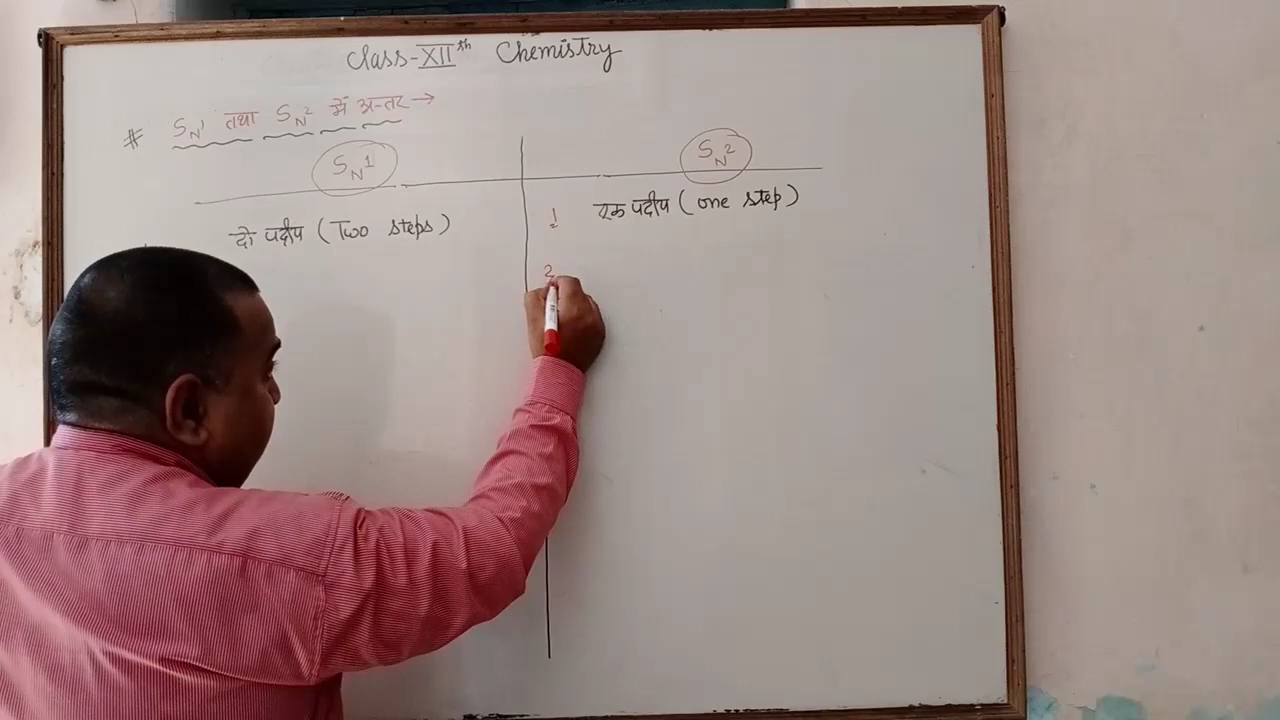 Class-XIIth Chemistry
# SN1 तथा SN2 में अन्तर →
SN1
SN2
दो पदीय (Two steps)
1
एक पदीय (one step)
2